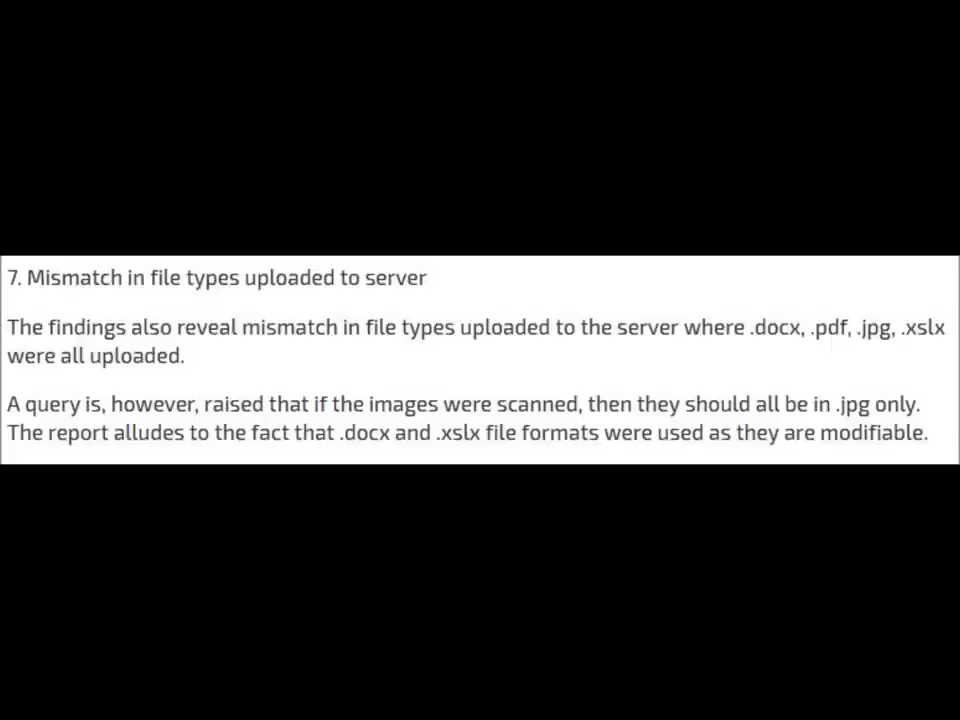 7. Mismatch in file types uploaded to server
The findings also reveal mismatch in file types uploaded to the server where .docx, .pdf, .jpg, .xslx
were all uploaded.
A query is, however, raised that if the images were scanned, then they should all be in .jpg only.
The report alludes to the fact that .docx and .xslx file formats were used as they are modifiable.